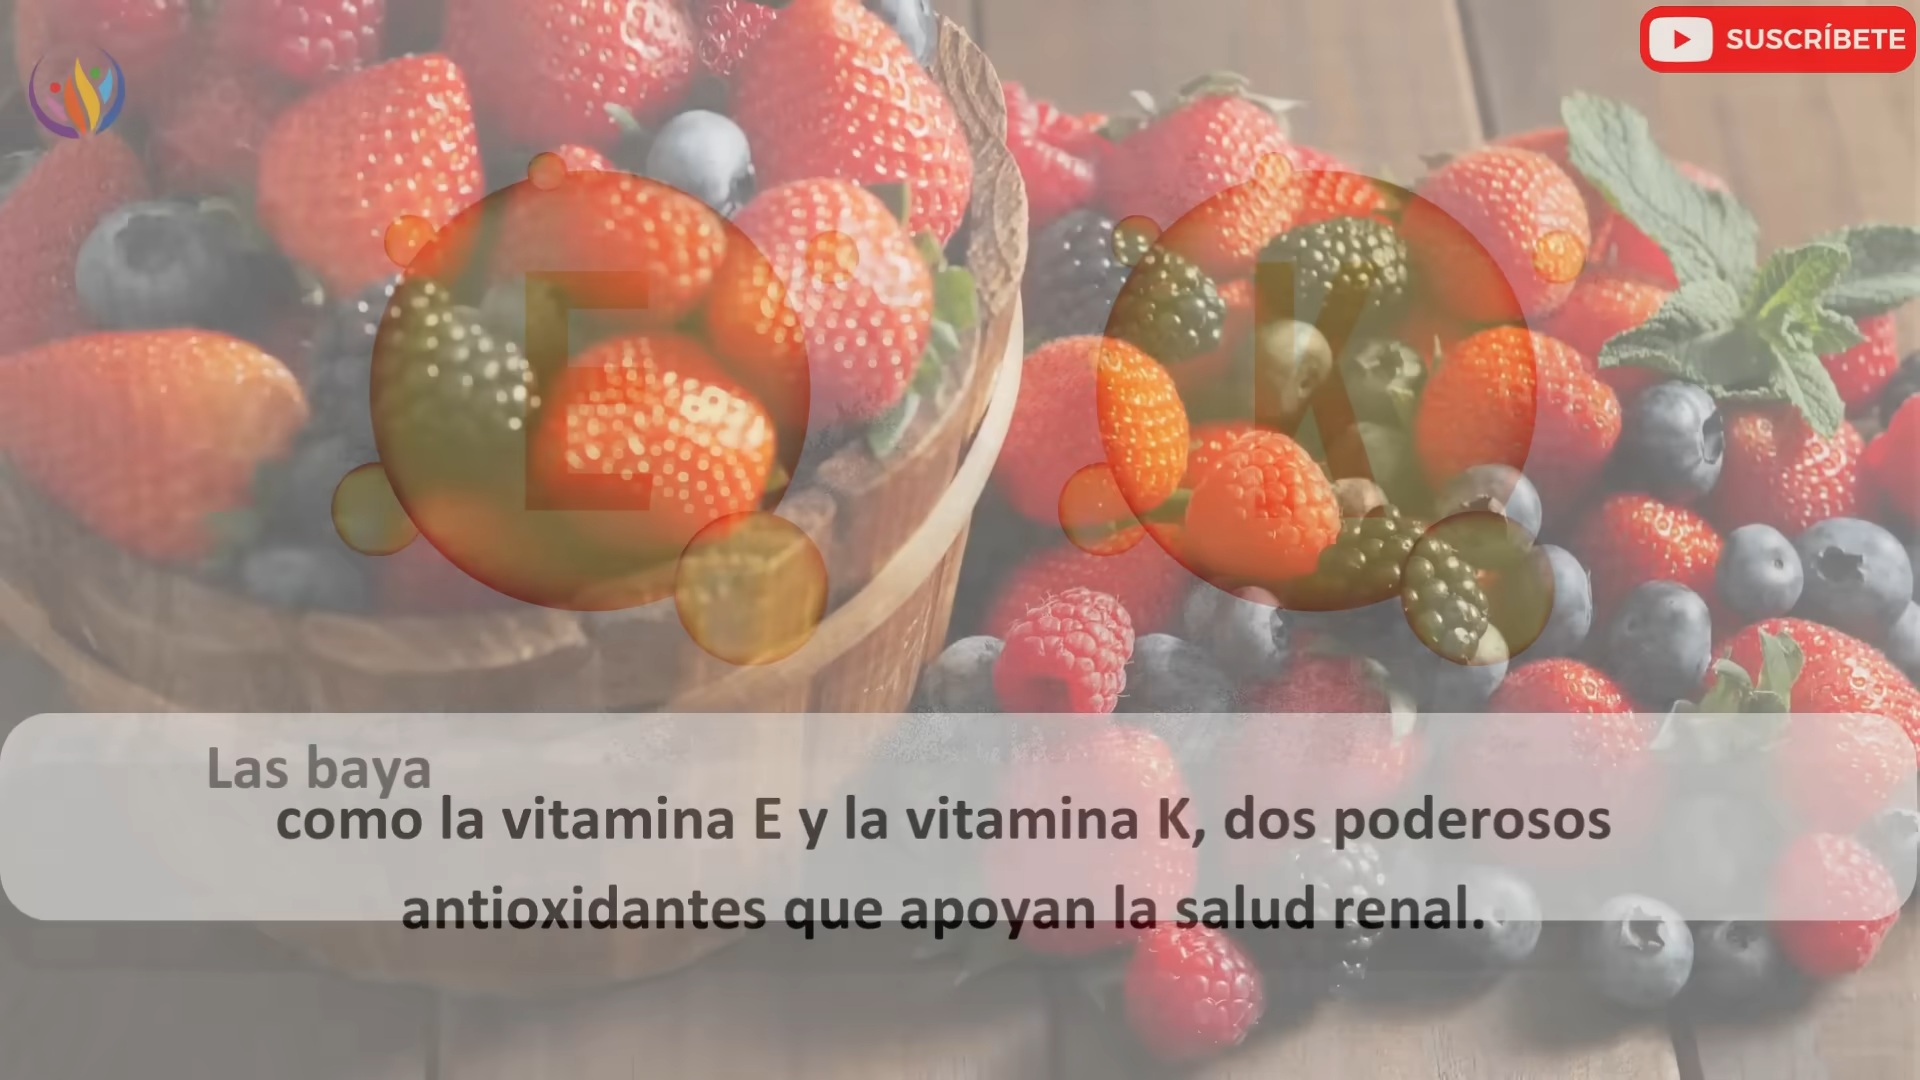 SUSCRÍBETE
E
K
Las baya
como la vitamina E y la vitamina K, dos poderosos
antioxidantes que apoyan la salud renal.